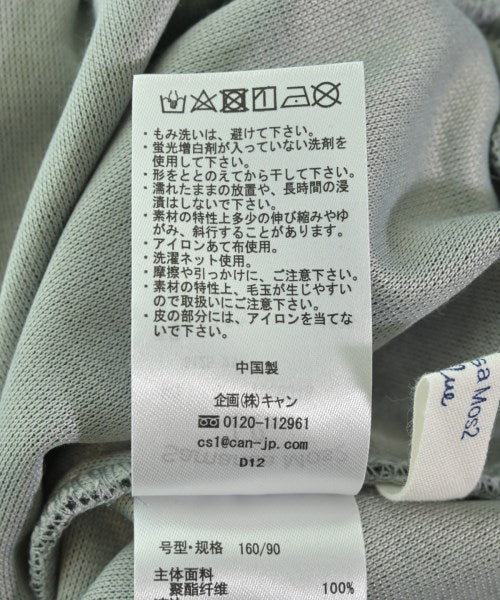 ・もみ洗いは、避けて下さい。
・蛍光増白剤が入っていない洗剤を
使用して下さい。
・形をととのえてから干して下さい。
・濡れたままの放置や、長時間の浸
漬はしないで下さい。
・素材の特性上多少の伸び縮みやゆ
がみ、斜行することがあります。
・アイロンあて布使用。
・洗濯ネット使用。
・摩擦や引っかけに、ご注意下さい。
・素材の特性上、毛玉が生じやすい
ので取扱いにご注意下さい。
・皮の部分には、アイロンを当てな
いで下さい。
中国製
企画(株)キャン
0120-112961
cs1@can-jp.com
D12
号型·规格 160/90
主体面料
聚酯纤维 100%
sa Mos2
blue